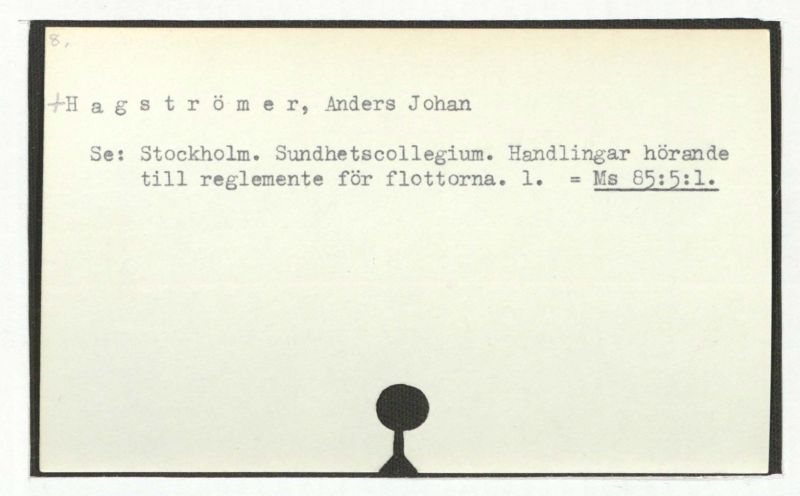 8,
+H a g s t r ö m e r, Anders Johan
Se: Stockholm. Sundhetscollegium. Handlingar hörande
till reglemente för flottorna. 1. = Ms 85:5:1.